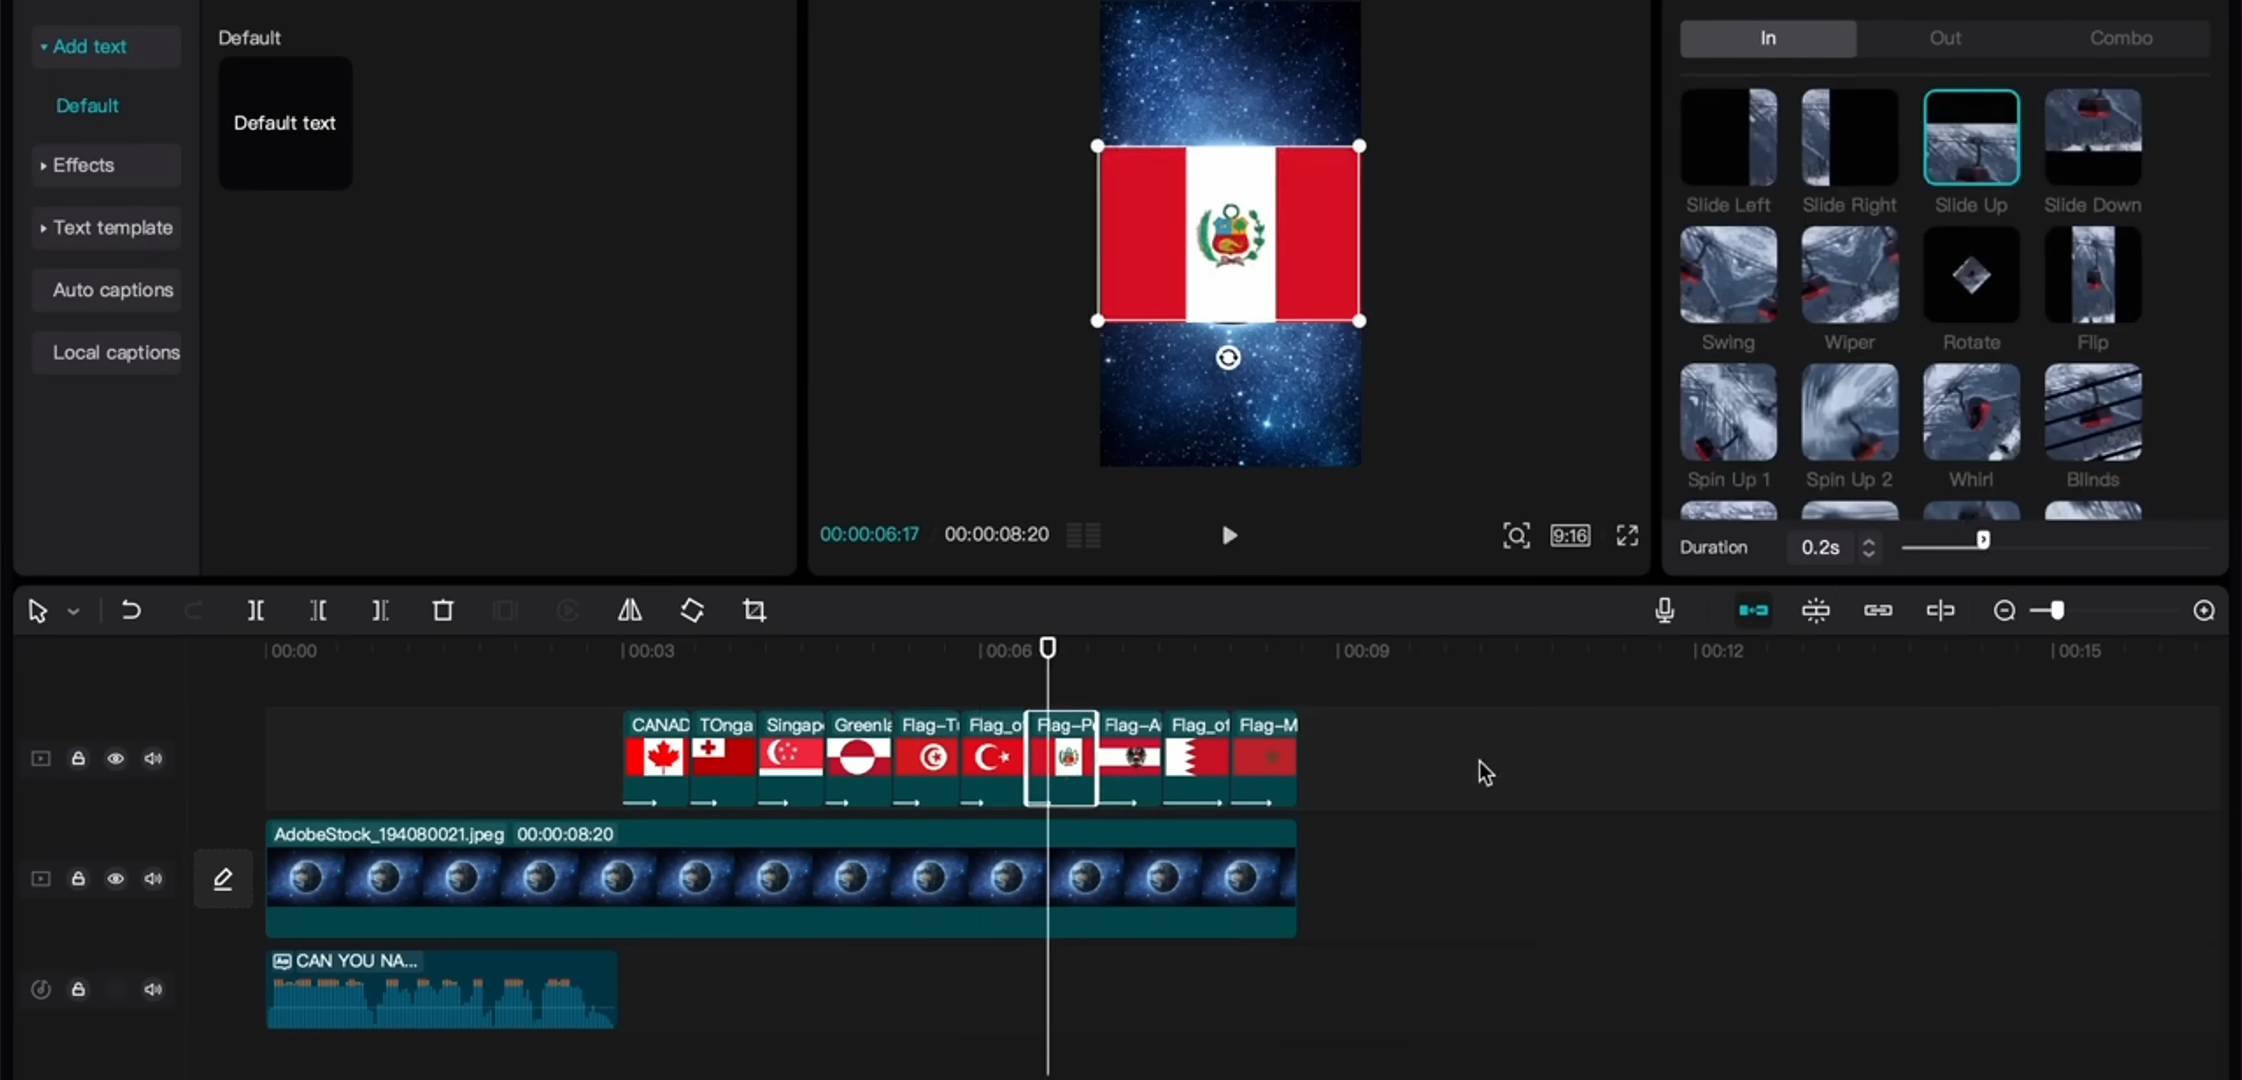 Add text
Default
Effects
Text template
Auto captions
Local captions
Default
Default text
00:00:06:17 00:00:08:20
9:16
In Out Combo
Slide Left Slide Right Slide Up Slide Down
Swing Wiper Rotate Flip
Spin Up 1 Spin Up 2 Whirl Blinds
Duration 0.2s
00:00 00:03 00:06 00:09 00:12 00:15
CANAD TOnga Singap Greenla Flag-Tu Flag_o Flag-Pe Flag-A Flag_of Flag-M
AdobeStock_194080021.jpeg 00:00:08:20
CAN YOU NA...